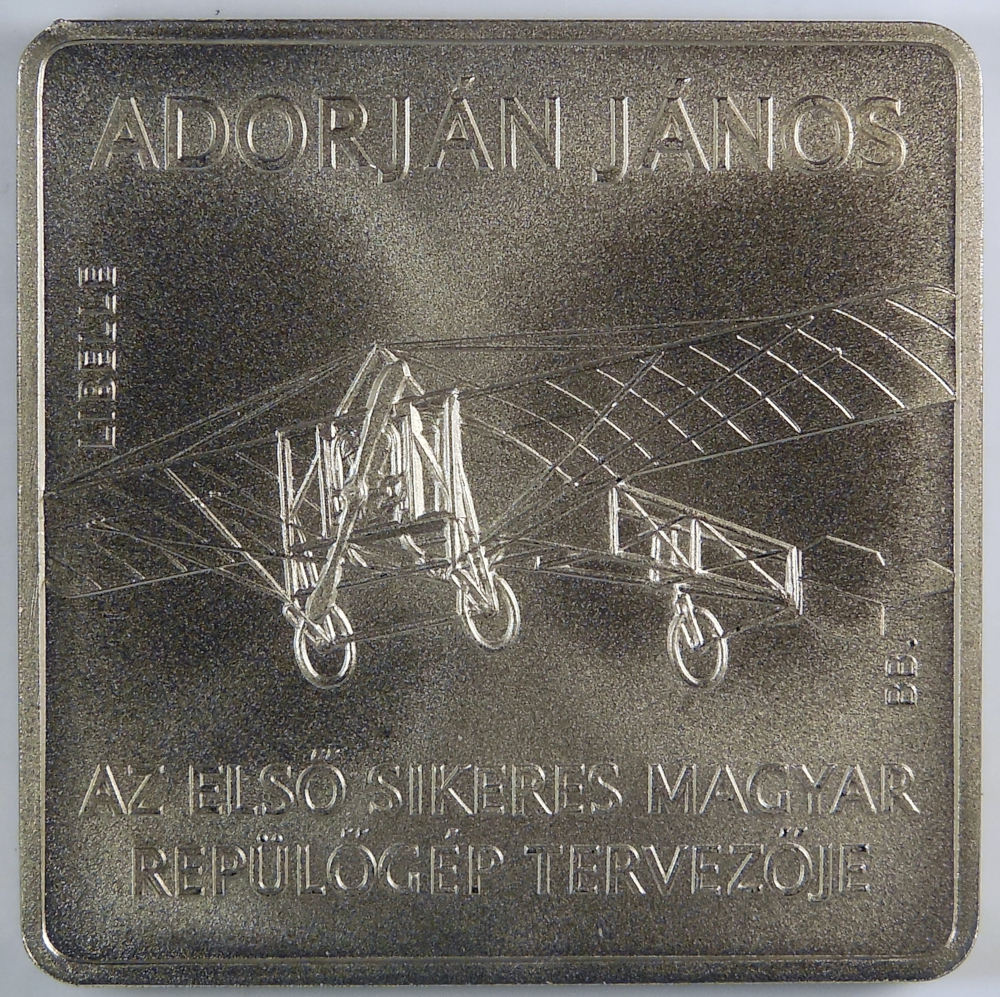 ADORJÁN JÁNOS
LIBELLE
BB.
AZ ELSŐ SIKERES MAGYAR
REPÜLŐGÉP TERVEZŐJE